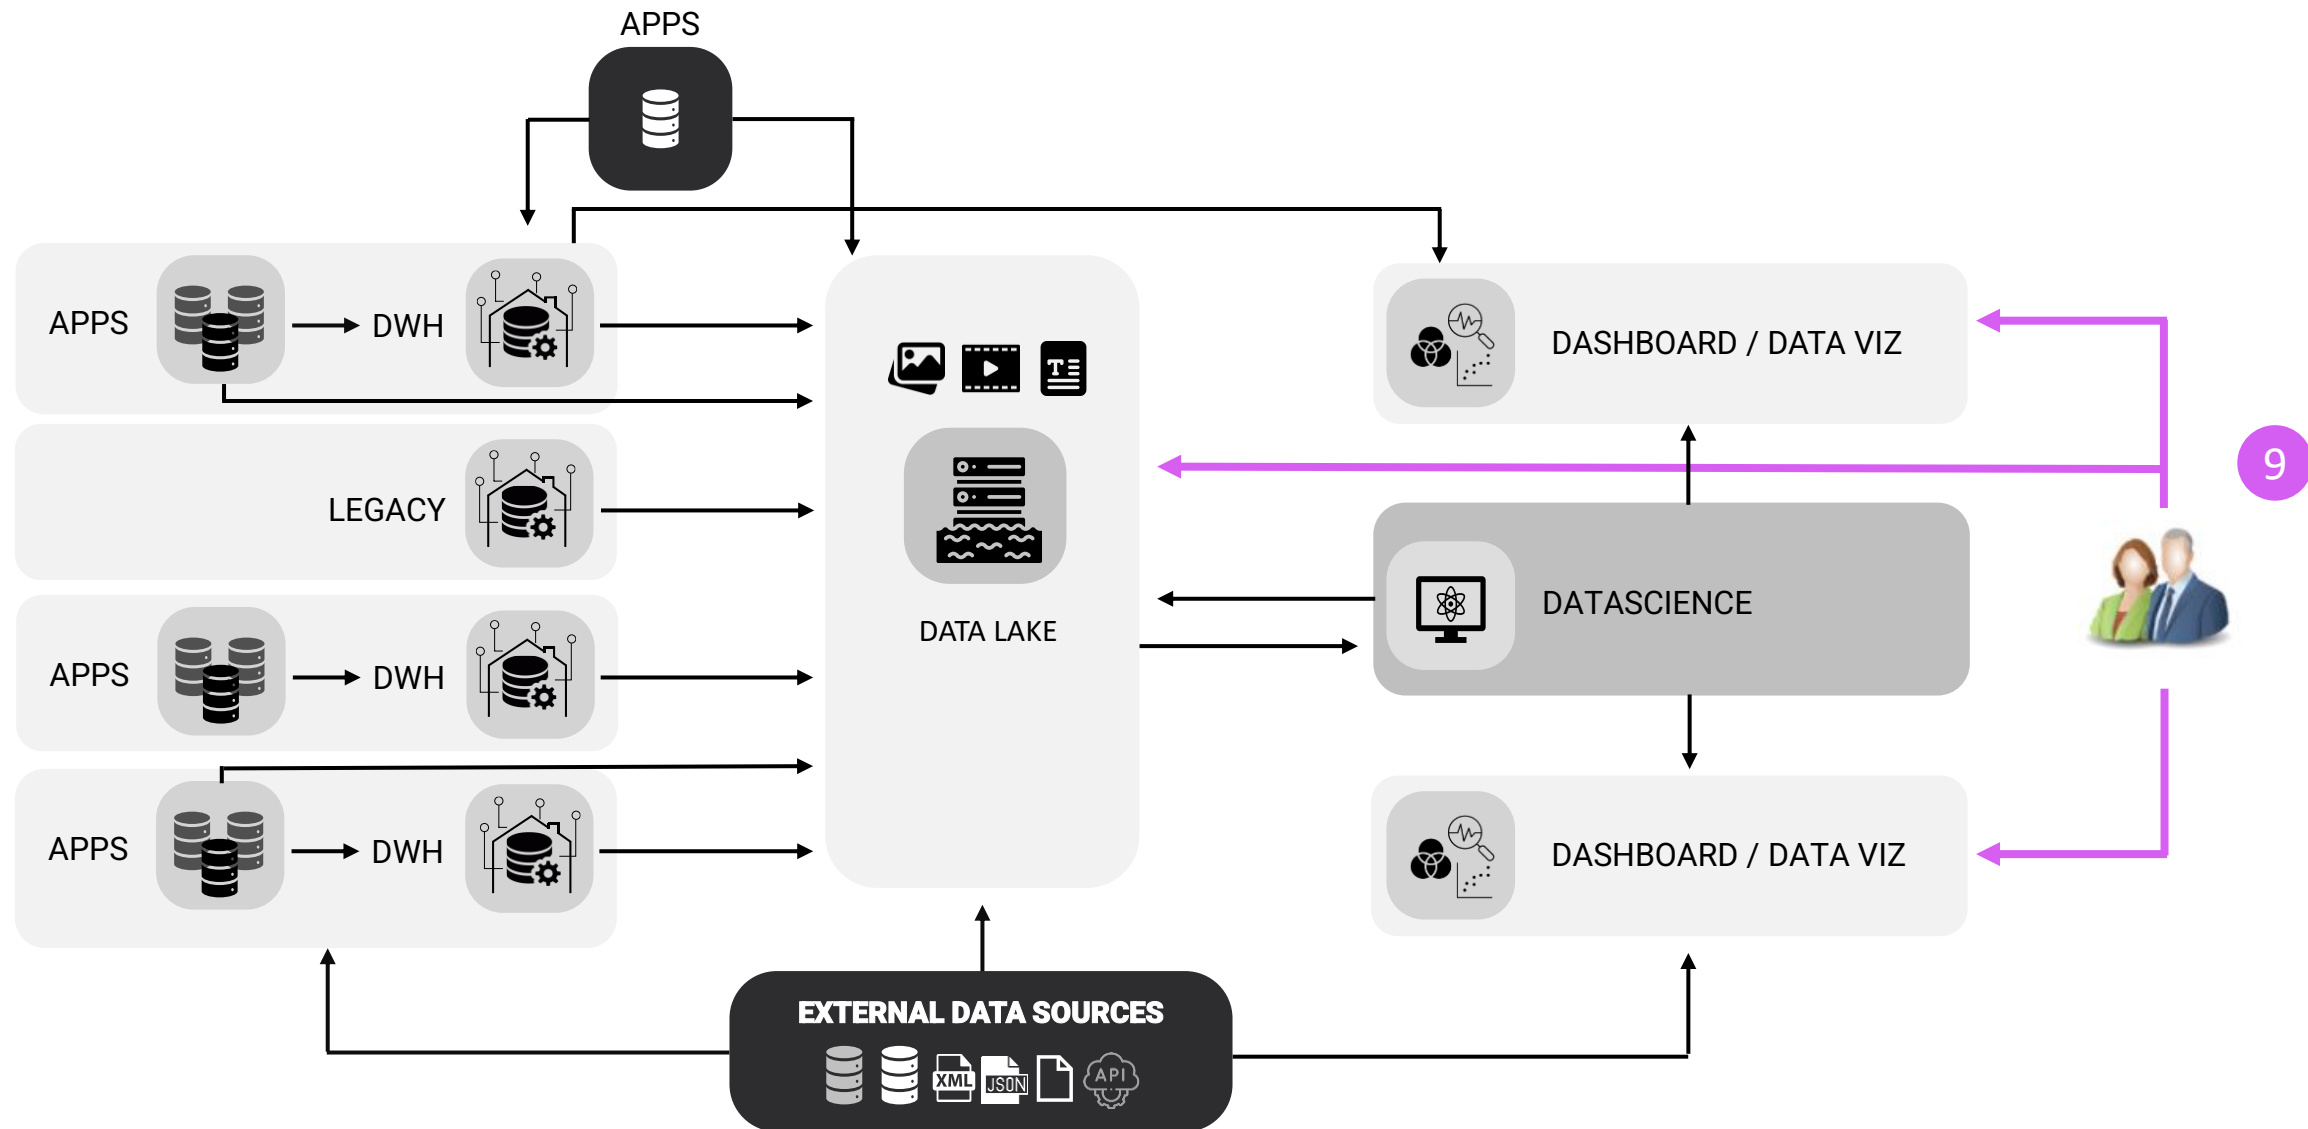 APPS
APPS
DWH
DASHBOARD / DATA VIZ
9
LEGACY
DATASCIENCE
DATA LAKE
APPS
DWH
APPS
DWH
DASHBOARD / DATA VIZ
EXTERNAL DATA SOURCES
XML
JSON
API
T